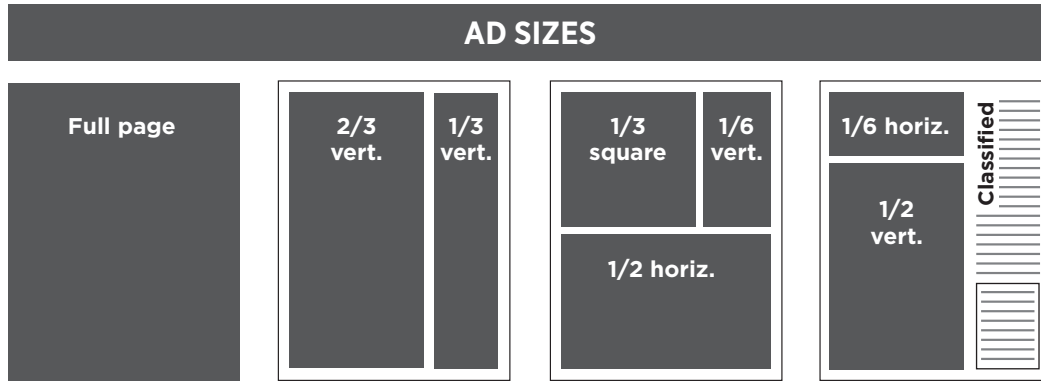 AD SIZES
Full page
2/3
vert.
1/3
vert.
1/3
square
1/6
vert.
1/2 horiz.
1/6 horiz.
1/2
vert.
Classified